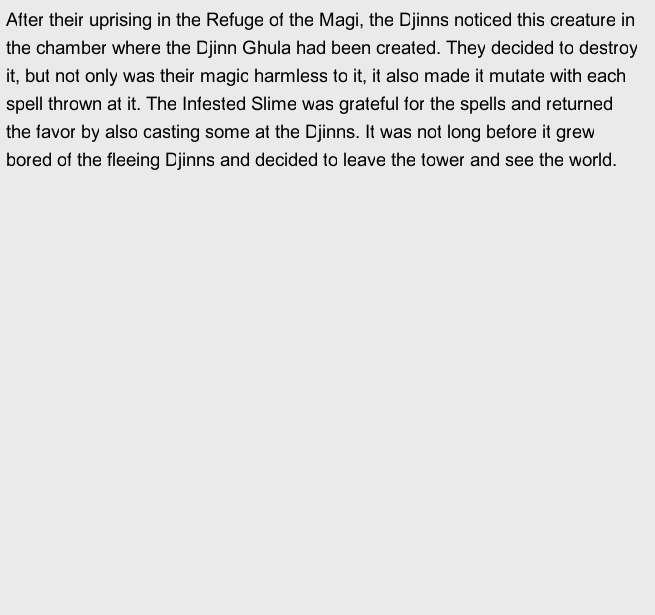 After their uprising in the Refuge of the Magi, the Djinns noticed this creature in
the chamber where the Djinn Ghula had been created. They decided to destroy
it, but not only was their magic harmless to it, it also made it mutate with each
spell thrown at it. The Infested Slime was grateful for the spells and returned
the favor by also casting some at the Djinns. It was not long before it grew
bored of the fleeing Djinns and decided to leave the tower and see the world.